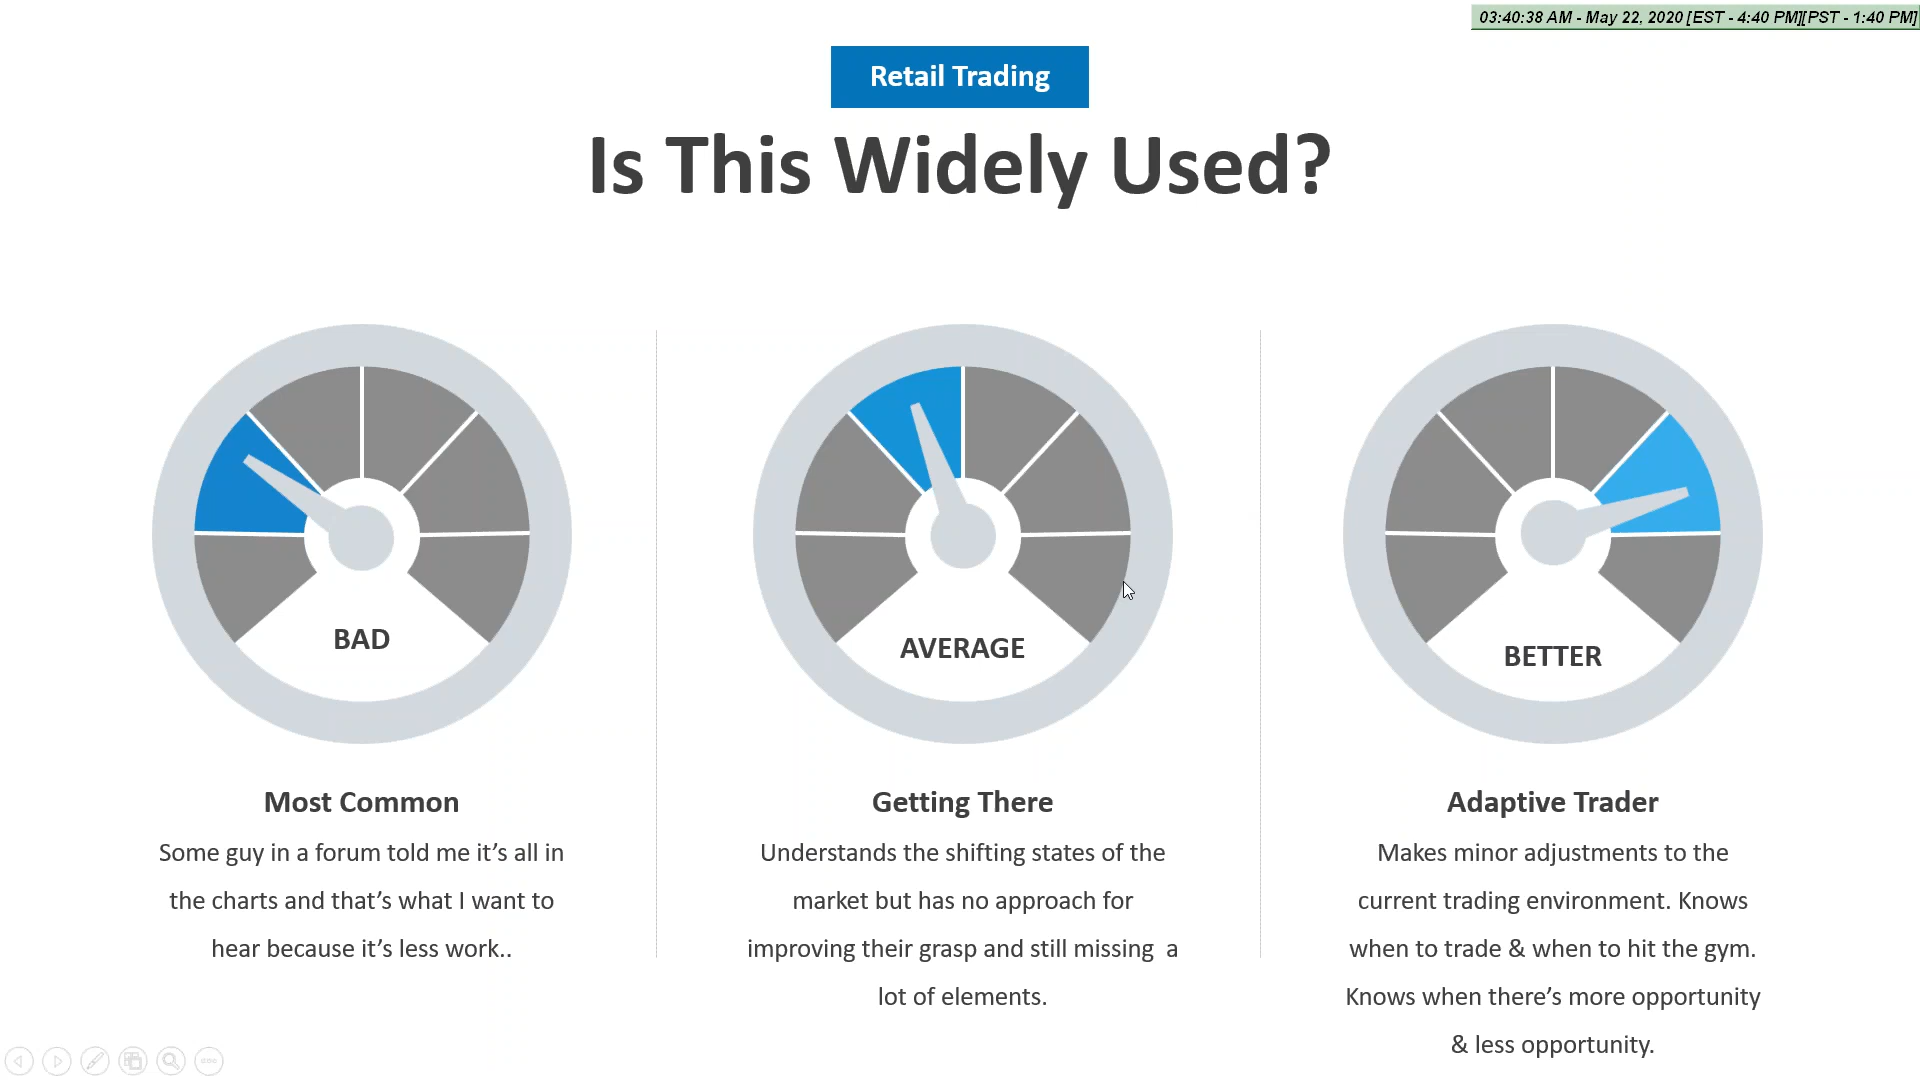 03:40:38 AM - May 22, 2020 [EST - 4:40 PM][PST - 1:40 PM]
Retail Trading
Is This Widely Used?
BAD
AVERAGE
BETTER
Most Common
Some guy in a forum told me it’s all in
the charts and that’s what I want to
hear because it’s less work..
Getting There
Understands the shifting states of the
market but has no approach for
improving their grasp and still missing  a
lot of elements.
Adaptive Trader
Makes minor adjustments to the
current trading environment. Knows
when to trade & when to hit the gym.
Knows when there’s more opportunity
& less opportunity.